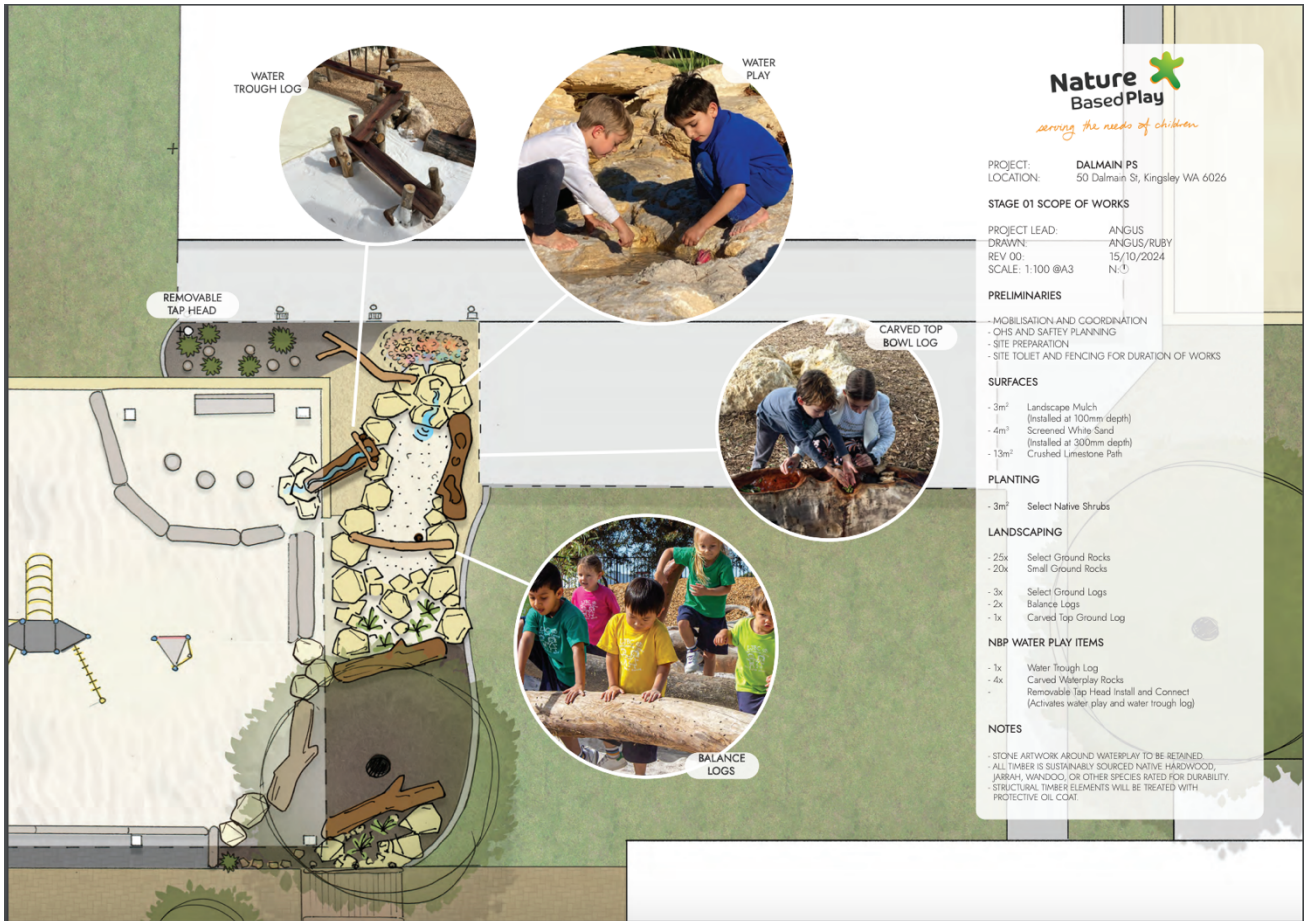 WATER
TROUGH LOG
WATER
PLAY
REMOVABLE
TAP HEAD
CARVED TOP
BOWL LOG
BALANCE
LOGS
Nature
Based Play
serving the needs of children
PROJECT: DALMAIN PS
LOCATION: 50 Dalmain St, Kingsley WA 6026
STAGE 01 SCOPE OF WORKS
PROJECT LEAD: ANGUS
DRAWN: ANGUS/RUBY
REV 00: 15/10/2024
SCALE: 1:100 @A3 N:
PRELIMINARIES
- MOBILISATION AND COORDINATION
- OHS AND SAFTEY PLANNING
- SITE PREPARATION
- SITE TOLIET AND FENCING FOR DURATION OF WORKS
SURFACES
- 3m² Landscape Mulch
(Installed at 100mm depth)
- 4m³ Screened White Sand
(Installed at 300mm depth)
- 13m² Crushed Limestone Path
PLANTING
- 3m² Select Native Shrubs
LANDSCAPING
- 25x Select Ground Rocks
- 20x Small Ground Rocks
- 3x Select Ground Logs
- 2x Balance Logs
- 1x Carved Top Ground Log
NBP WATER PLAY ITEMS
- 1x Water Trough Log
- 4x Carved Waterplay Rocks
- Removable Tap Head Install and Connect
(Activates water play and water trough log)
NOTES
- STONE ARTWORK AROUND WATERPLAY TO BE RETAINED.
- ALL TIMBER IS SUSTAINABLY SOURCED NATIVE HARDWOOD,
JARRAH, WANDOO, OR OTHER SPECIES RATED FOR DURABILITY.
- STRUCTURAL TIMBER ELEMENTS WILL BE TREATED WITH
PROTECTIVE OIL COAT.